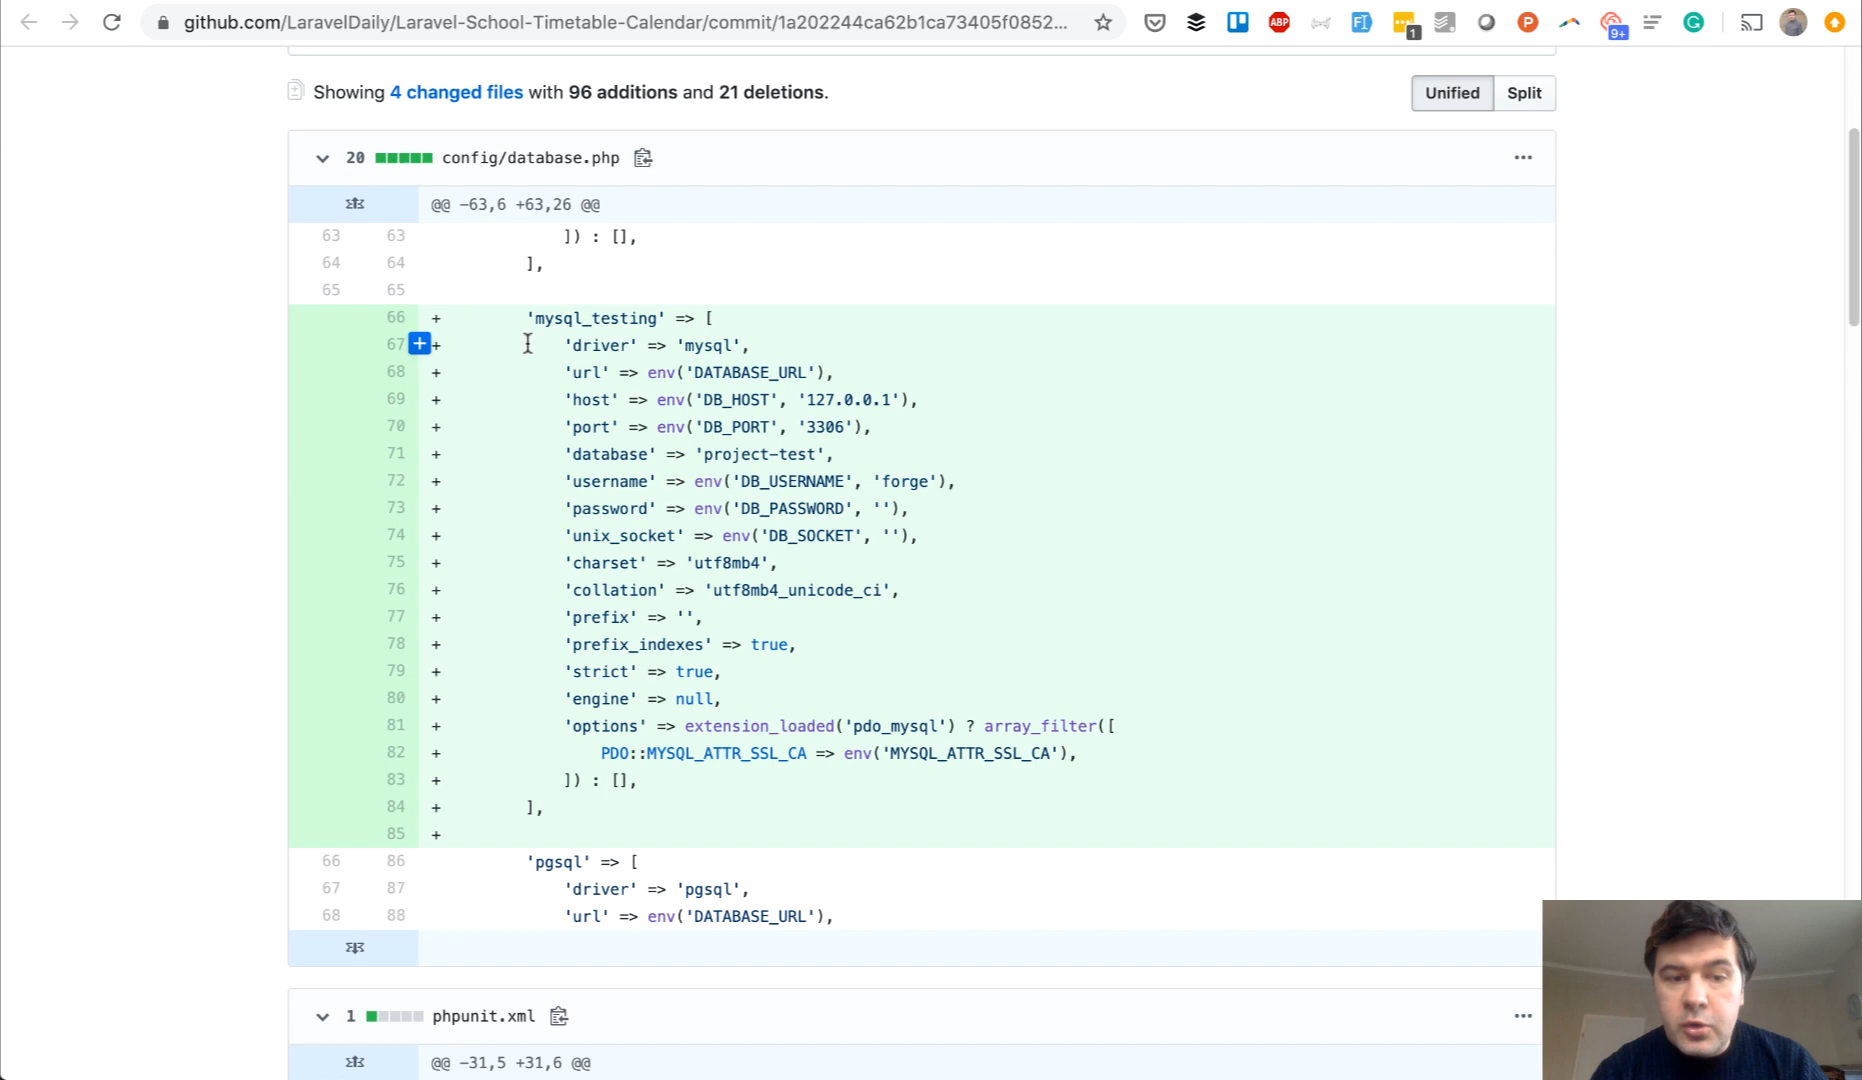 github.com/LaravelDaily/Laravel-School-Timetable-Calendar/commit/1a202244ca62b1ca73405f0852...
ABP
1
P
9+
Showing 4 changed files with 96 additions and 21 deletions.
Unified Split
20 config/database.php
@@ -63,6 +63,26 @@
63 63 ]) : [],
64 64 ],
65 65
66 + 'mysql_testing' => [
67 + 'driver' => 'mysql',
68 + 'url' => env('DATABASE_URL'),
69 + 'host' => env('DB_HOST', '127.0.0.1'),
70 + 'port' => env('DB_PORT', '3306'),
71 + 'database' => 'project-test',
72 + 'username' => env('DB_USERNAME', 'forge'),
73 + 'password' => env('DB_PASSWORD', ''),
74 + 'unix_socket' => env('DB_SOCKET', ''),
75 + 'charset' => 'utf8mb4',
76 + 'collation' => 'utf8mb4_unicode_ci',
77 + 'prefix' => '',
78 + 'prefix_indexes' => true,
79 + 'strict' => true,
80 + 'engine' => null,
81 + 'options' => extension_loaded('pdo_mysql') ? array_filter([
82 + PDO::MYSQL_ATTR_SSL_CA => env('MYSQL_ATTR_SSL_CA'),
83 + ]) : [],
84 + ],
85 +
66 86 'pgsql' => [
67 87 'driver' => 'pgsql',
68 88 'url' => env('DATABASE_URL'),
1 phpunit.xml
@@ -31,5 +31,6 @@